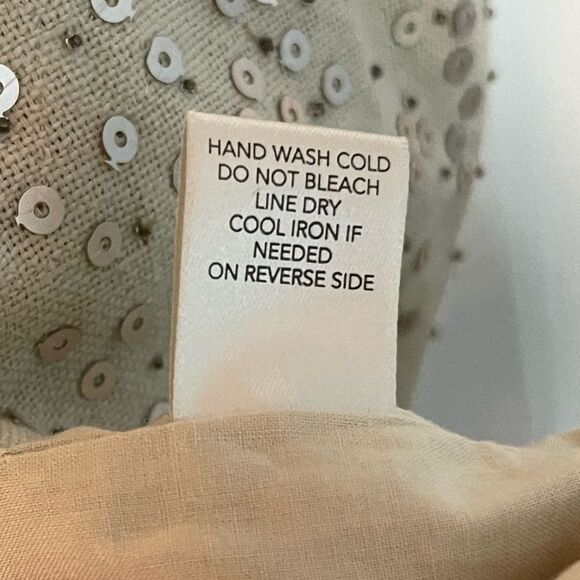 HAND WASH COLD
DO NOT BLEACH
LINE DRY
COOL IRON IF
NEEDED
ON REVERSE SIDE